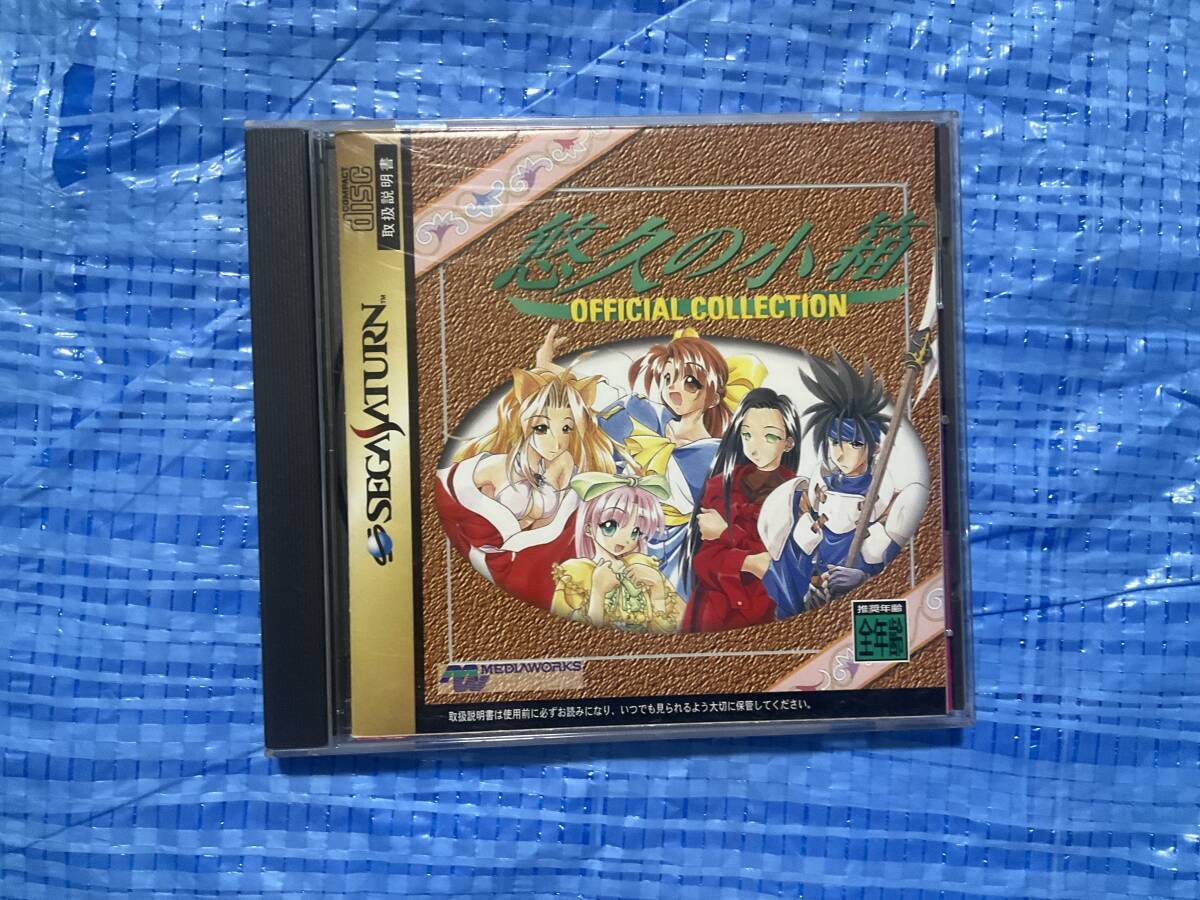 COMPACT
disc
取扱説明書
SEGA SATURN™
悠久の小箱
OFFICIAL COLLECTION
推奨年齢
全年齢
MW MEDIAWORKS
取扱説明書は使用前に必ずお読みになり、いつでも見られるよう大切に保管してください。